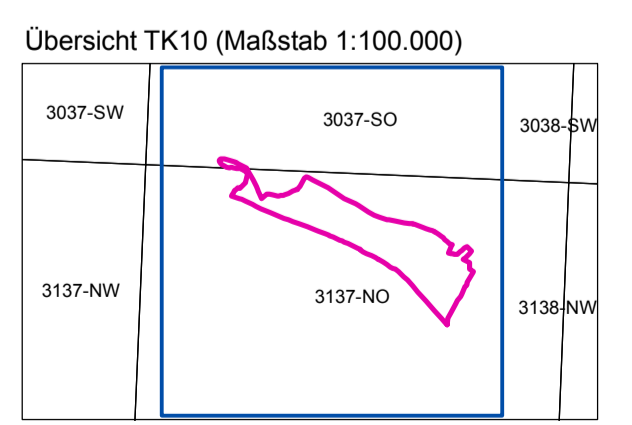 Übersicht TK10 (Maßstab 1:100.000)
3037-SW
3037-SO
3038-SW
3137-NW
3137-NO
3138-NW